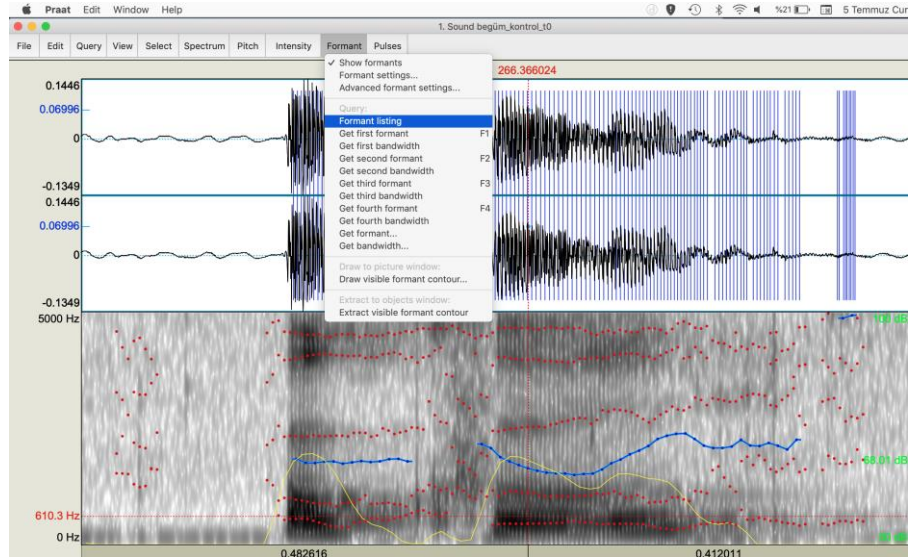 Praat Edit Window Help %21 5 Temmuz Cur
1. Sound begüm_kontrol_t0
File Edit Query View Select Spectrum Pitch Intensity Formant Pulses
Show formants
Formant settings...
Advanced formant settings...
Query:
Formant listing
Get first formant F1
Get first bandwidth
Get second formant F2
Get second bandwidth
Get third formant F3
Get third bandwidth
Get fourth formant F4
Get fourth bandwidth
Get formant...
Get bandwidth...
Draw to picture window:
Draw visible formant contour...
Extract to objects window:
Extract visible formant contour
266.366024
0.1446
0.06996
0
-0.1349
0.1446
0.06996
0
-0.1349
5000 Hz
100 dB
68.01 dB
610.3 Hz
0 Hz
0.482616 0.412011